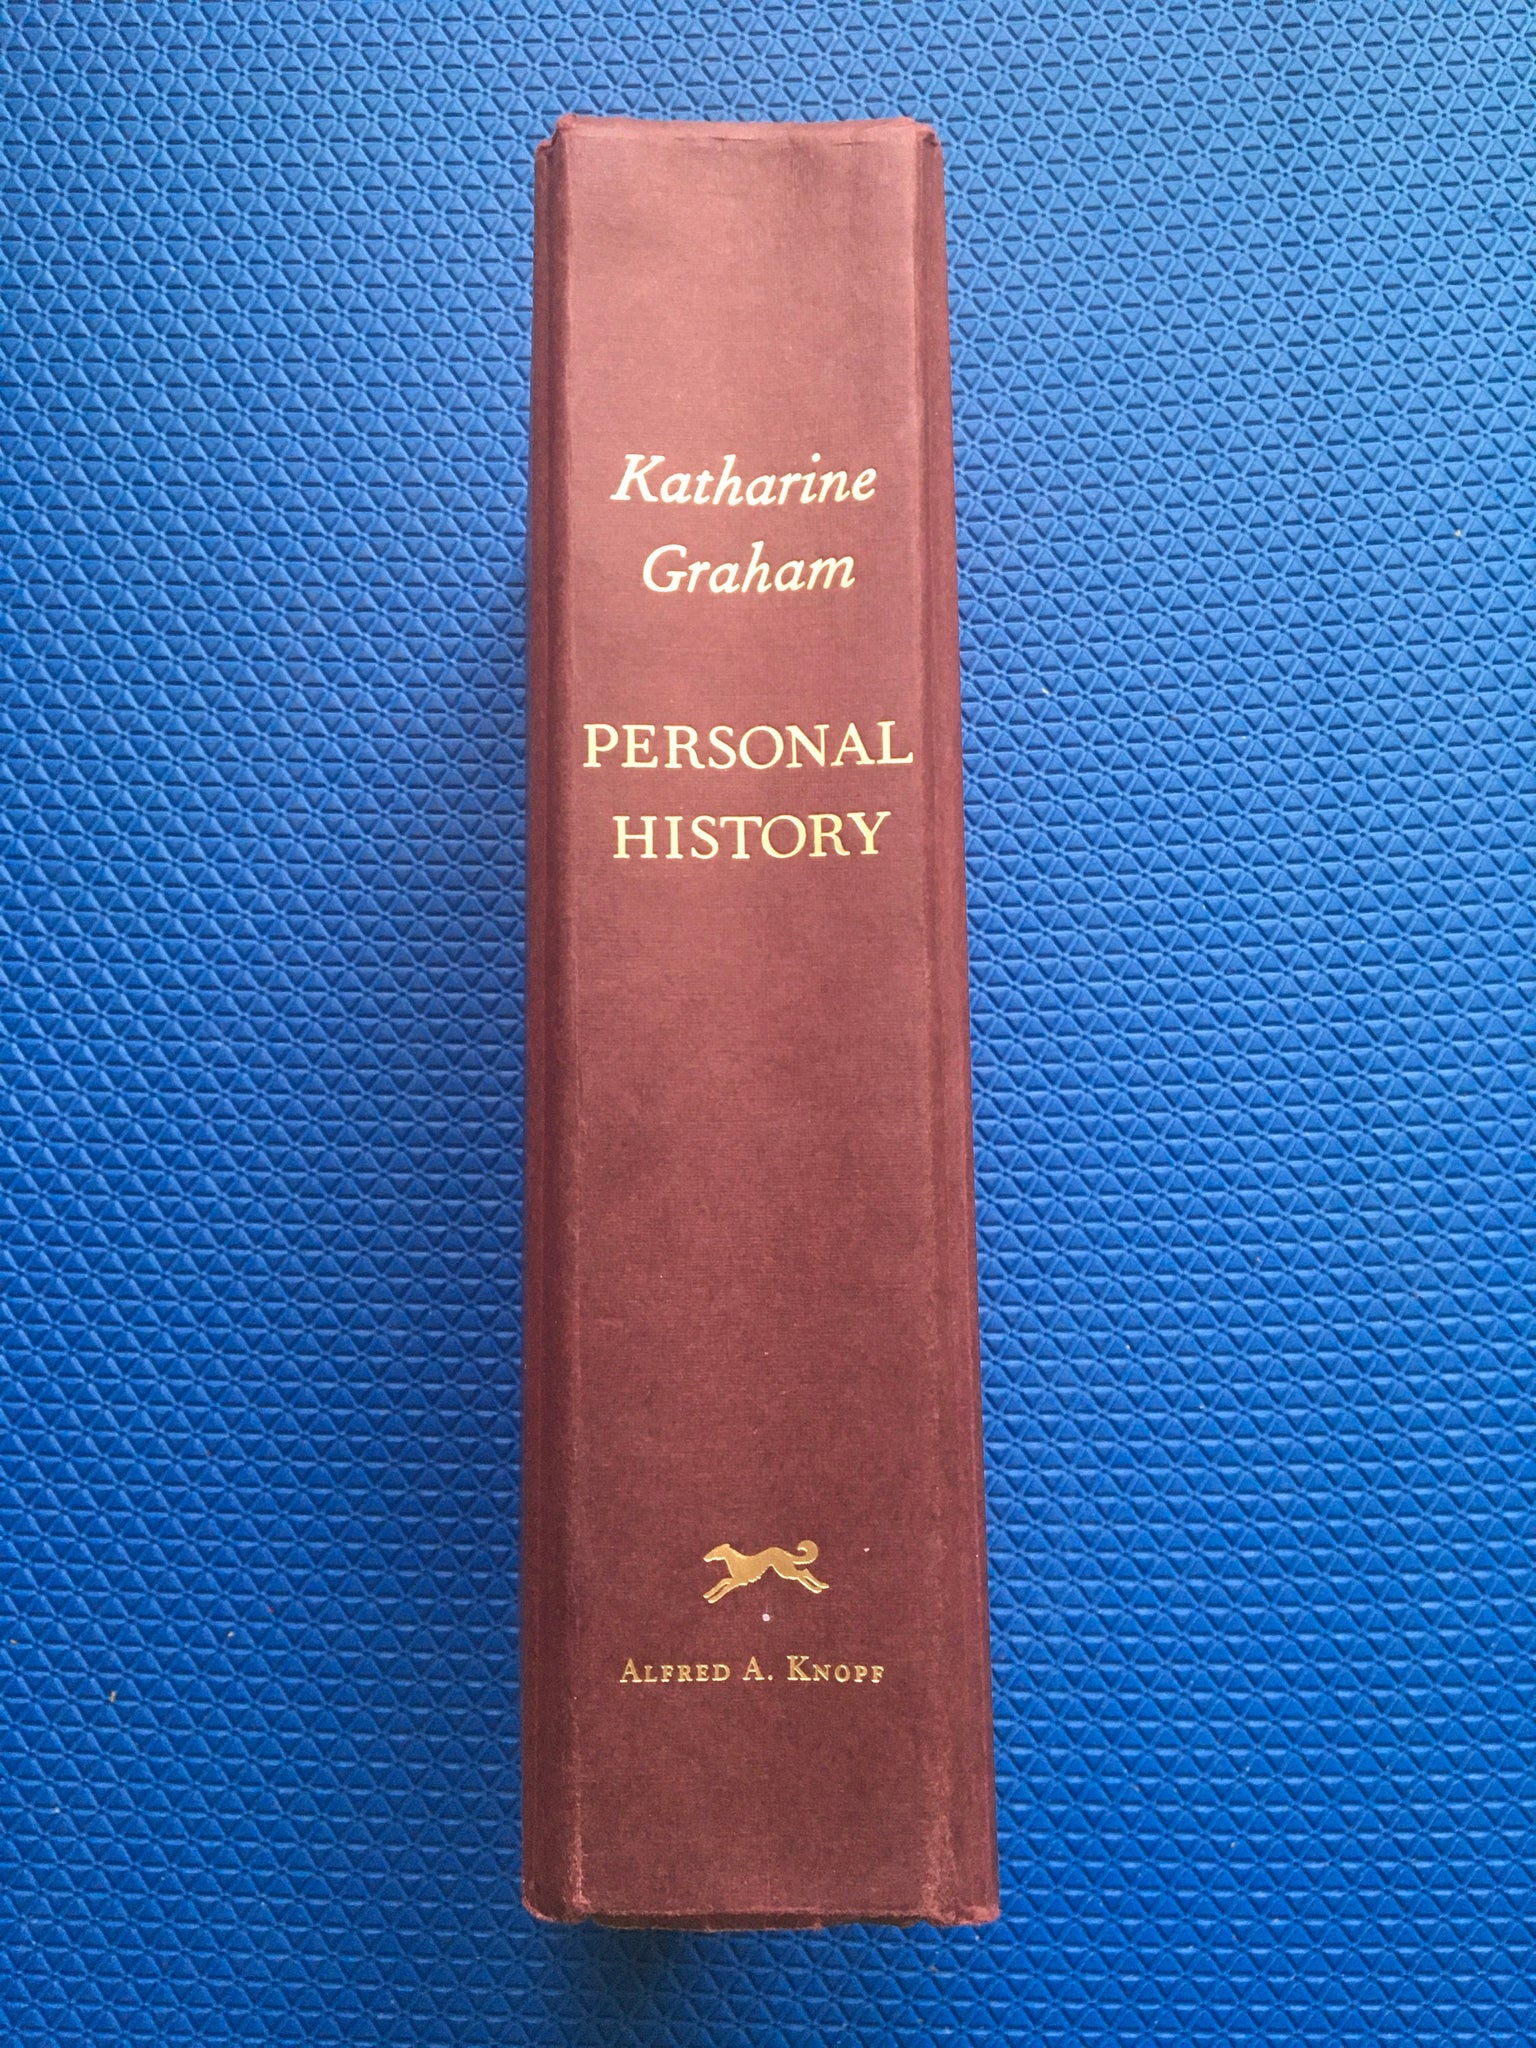 Katharine
Graham
PERSONAL
HISTORY
ALFRED A. KNOPF